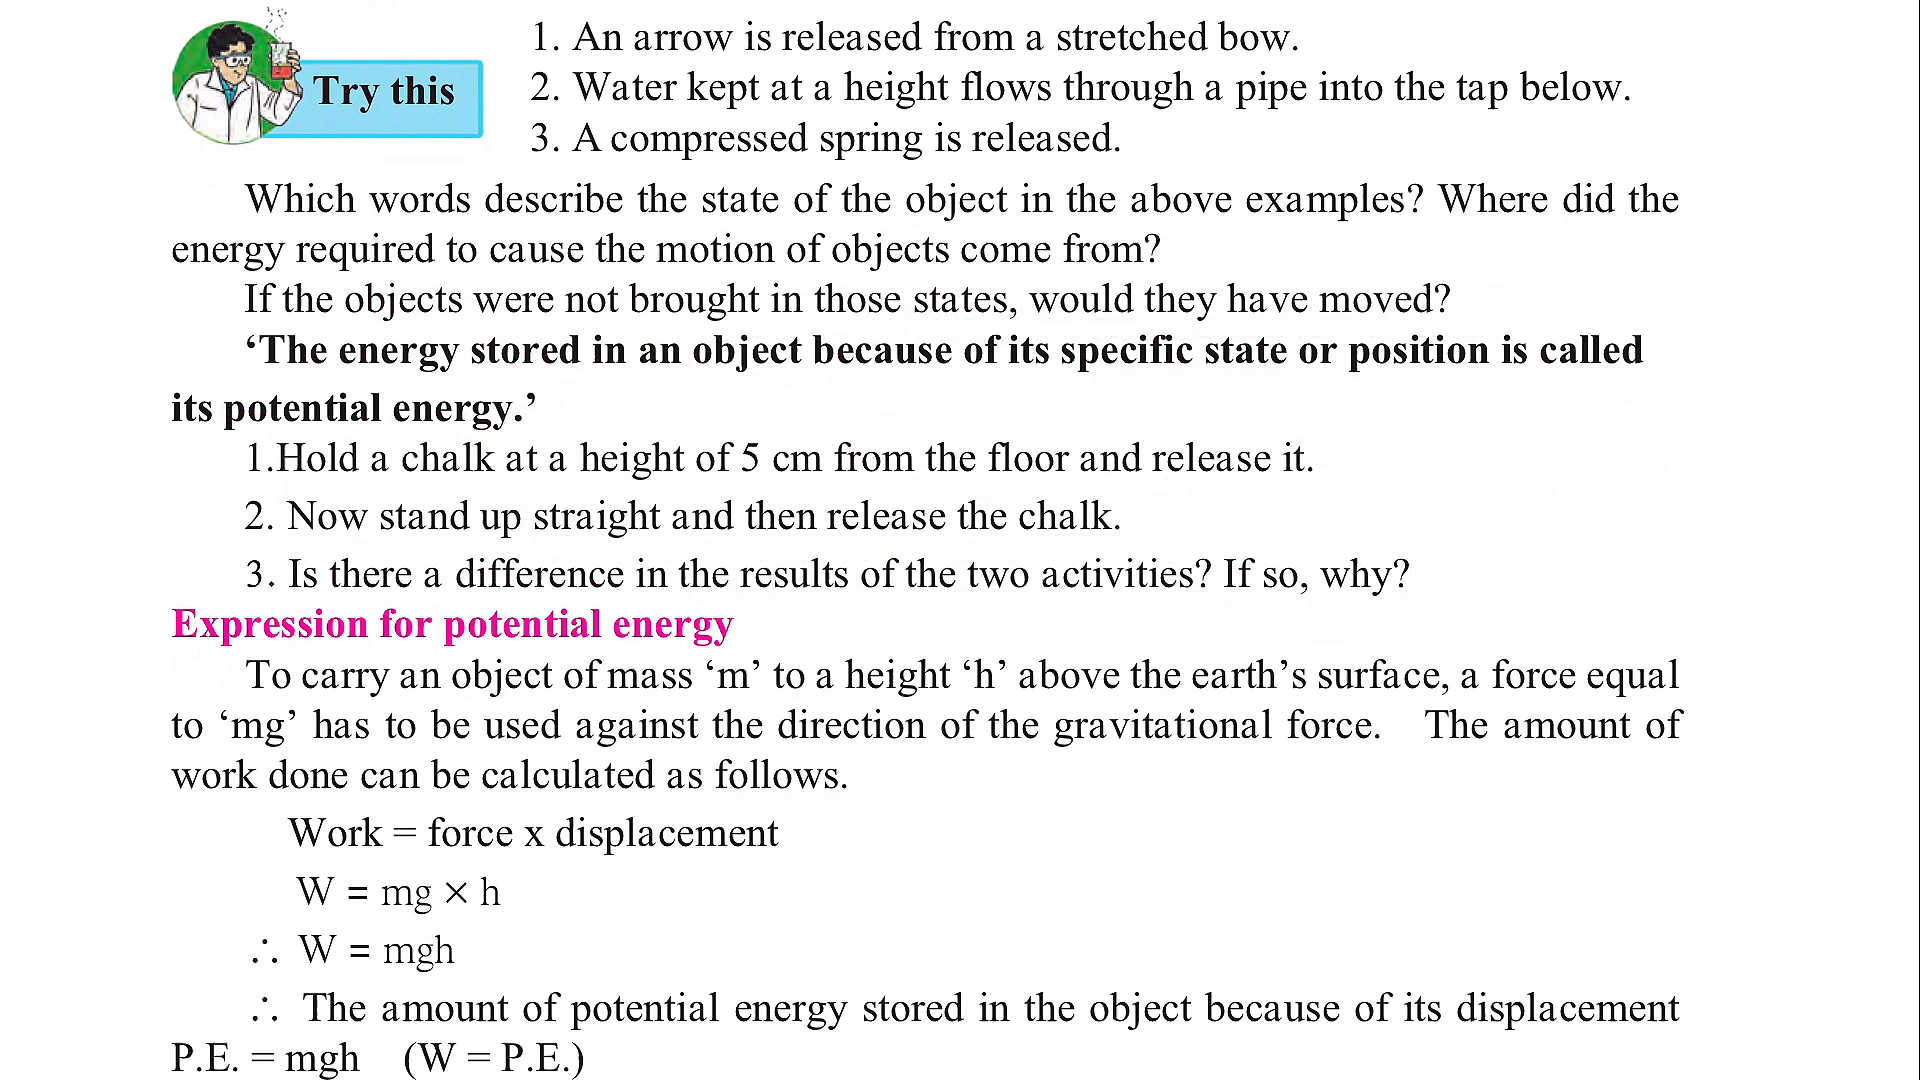 Try this
1. An arrow is released from a stretched bow.
2. Water kept at a height flows through a pipe into the tap below.
3. A compressed spring is released.
Which words describe the state of the object in the above examples? Where did the
energy required to cause the motion of objects come from?
If the objects were not brought in those states, would they have moved?
‘The energy stored in an object because of its specific state or position is called
its potential energy.’
1.Hold a chalk at a height of 5 cm from the floor and release it.
2. Now stand up straight and then release the chalk.
3. Is there a difference in the results of the two activities? If so, why?
Expression for potential energy
To carry an object of mass ‘m’ to a height ‘h’ above the earth’s surface, a force equal
to ‘mg’ has to be used against the direction of the gravitational force. The amount of
work done can be calculated as follows.
Work = force x displacement
W = mg × h
∴ W = mgh
∴ The amount of potential energy stored in the object because of its displacement
P.E. = mgh (W = P.E.)